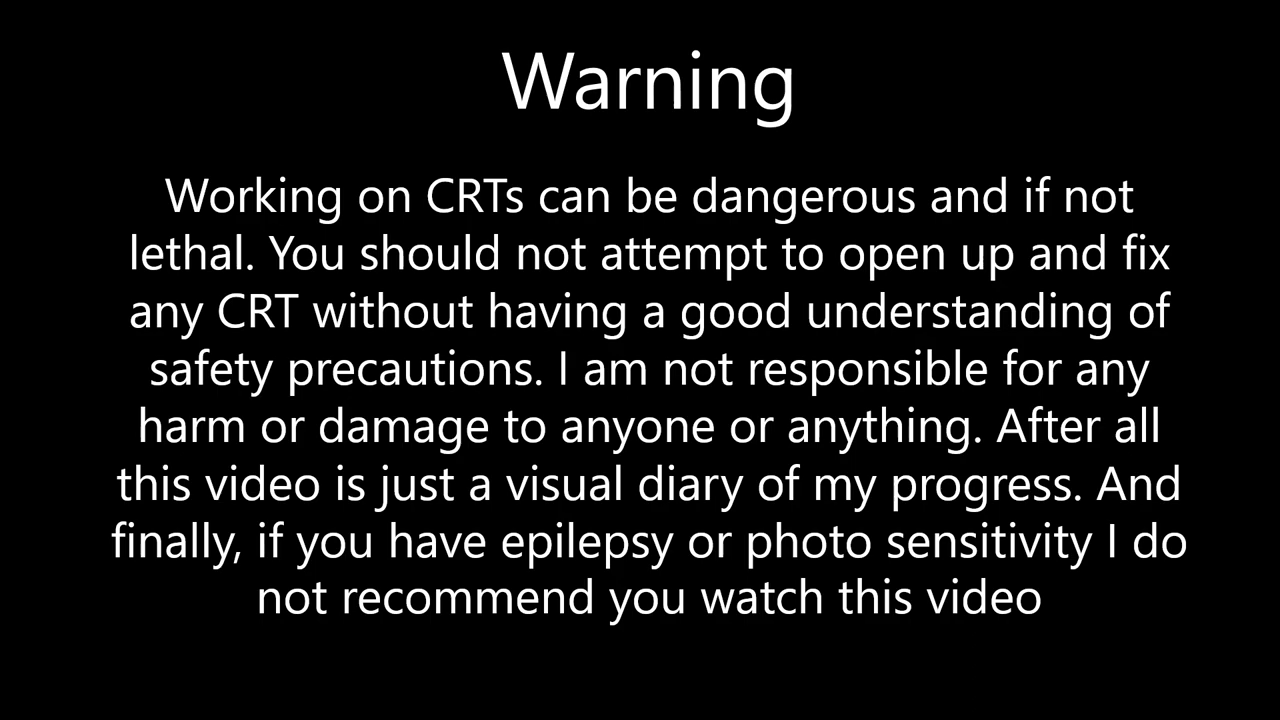 Warning
Working on CRTs can be dangerous and if not
lethal. You should not attempt to open up and fix
any CRT without having a good understanding of
safety precautions. I am not responsible for any
harm or damage to anyone or anything. After all
this video is just a visual diary of my progress. And
finally, if you have epilepsy or photo sensitivity I do
not recommend you watch this video